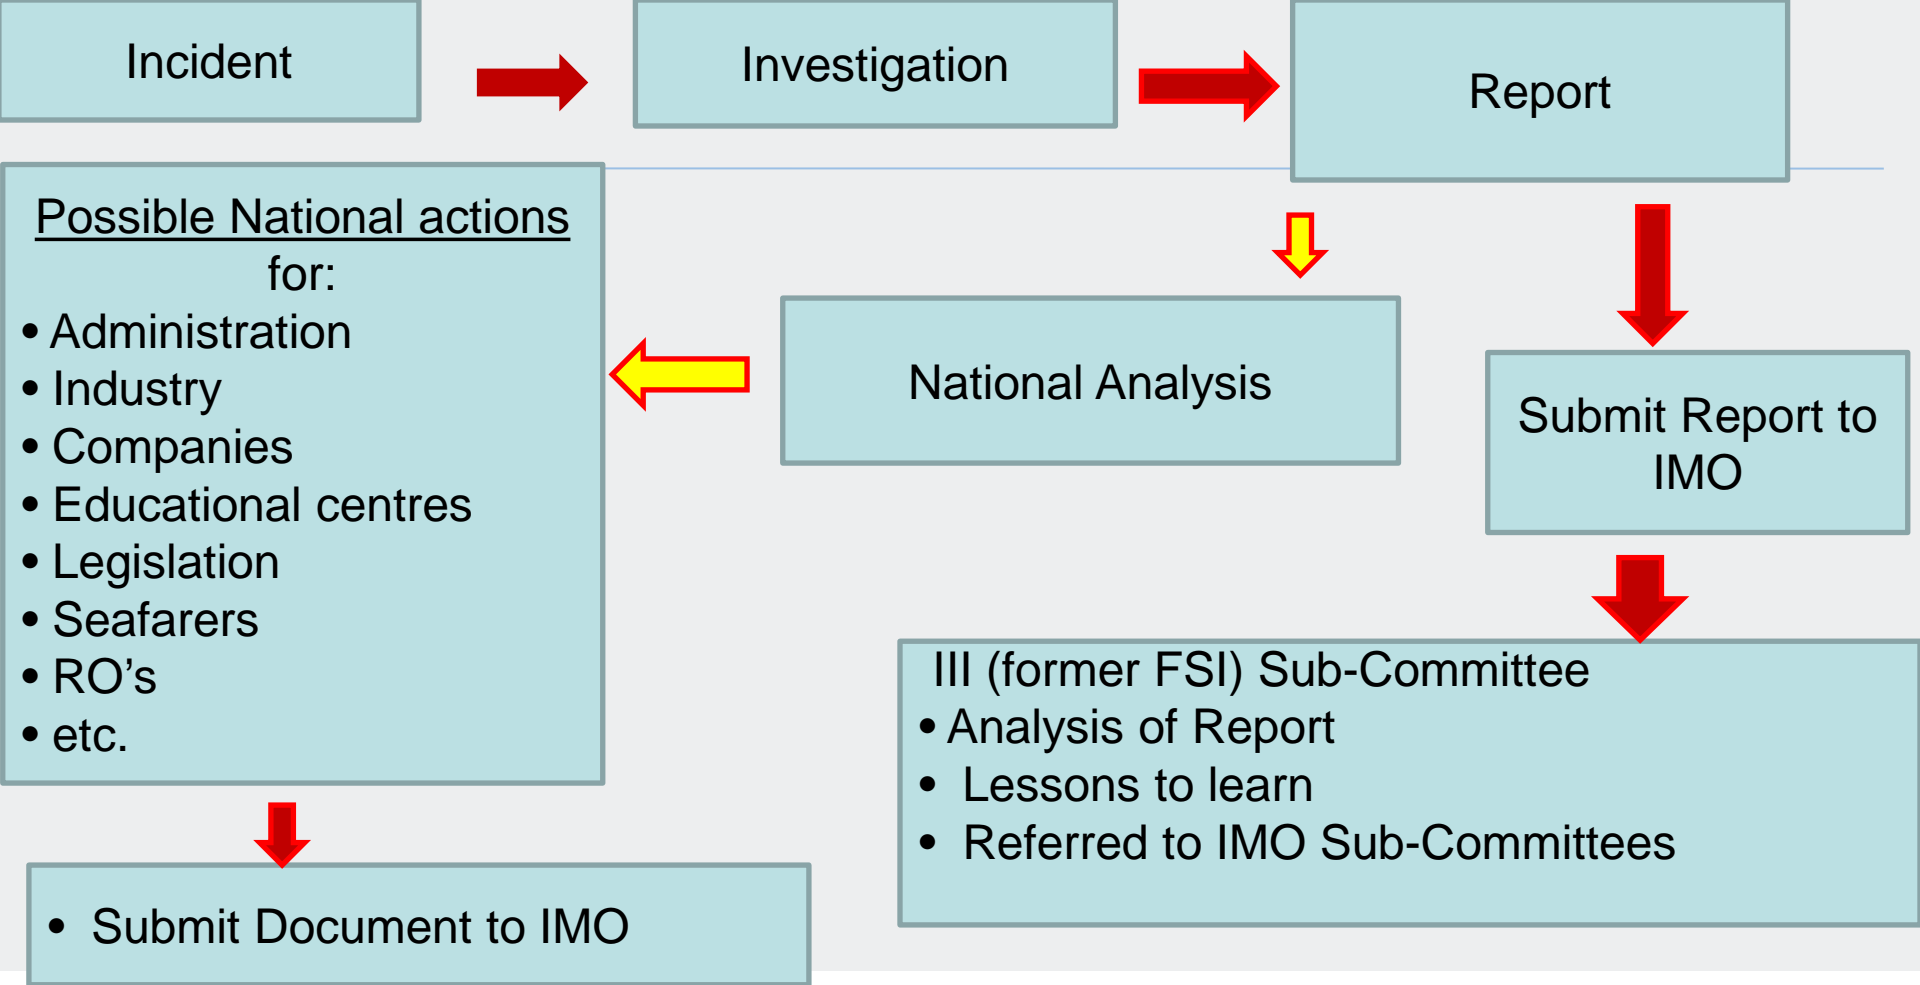 Incident
Investigation
Report
Possible National actions
for:
• Administration
• Industry
• Companies
• Educational centres
• Legislation
• Seafarers
• RO’s
• etc.
National Analysis
Submit Report to
IMO
III (former FSI) Sub-Committee
• Analysis of Report
• Lessons to learn
• Referred to IMO Sub-Committees
• Submit Document to IMO